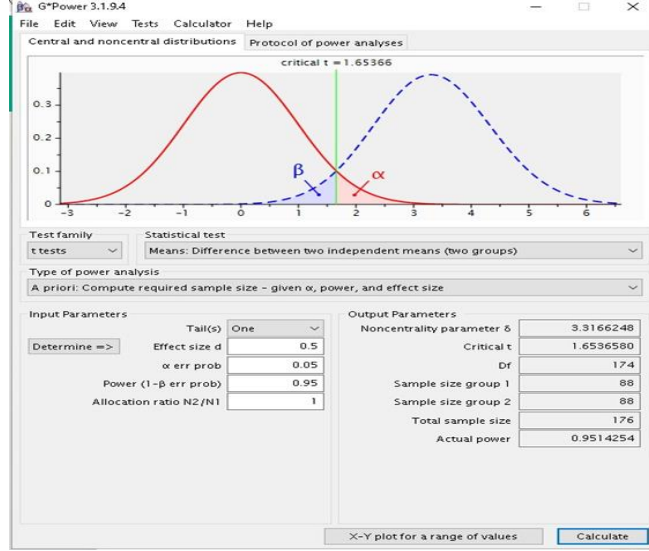 G*Power 3.1.9.4
File Edit View Tests Calculator Help
Central and noncentral distributions Protocol of power analyses
critical t = 1.65366
0.3
0.2
0.1
0
β α
-3 -2 -1 0 1 2 3 4 5 6
Test family Statistical test
t tests Means: Difference between two independent means (two groups)
Type of power analysis
A priori: Compute required sample size - given α, power, and effect size
Input Parameters Output Parameters
Tail(s) One Noncentrality parameter δ 3.3166248
Determine => Effect size d 0.5 Critical t 1.6536580
α err prob 0.05 Df 174
Power (1-β err prob) 0.95 Sample size group 1 88
Allocation ratio N2/N1 1 Sample size group 2 88
Total sample size 176
Actual power 0.9514254
X-Y plot for a range of values Calculate